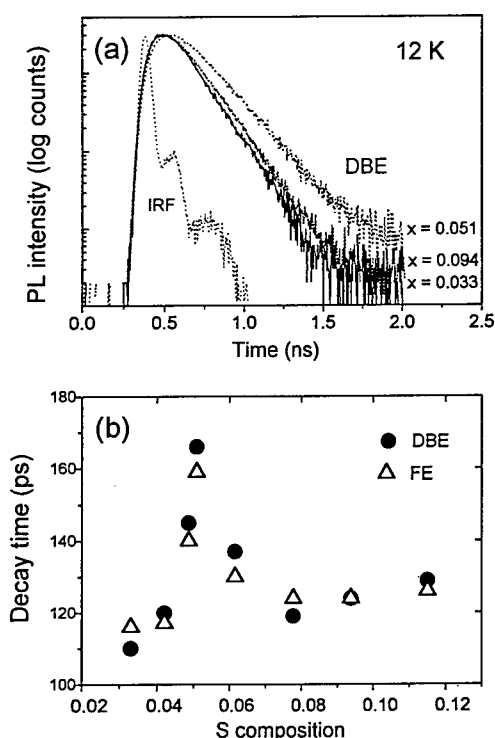 (a)
12 K
PL intensity (log counts)
IRF
DBE
x = 0.051
x = 0.094
x = 0.033
0.0 0.5 1.0 1.5 2.0 2.5
Time (ns)
(b)
DBE
FE
Decay time (ps)
180
160
140
120
100
0.02 0.04 0.06 0.08 0.10 0.12
S composition